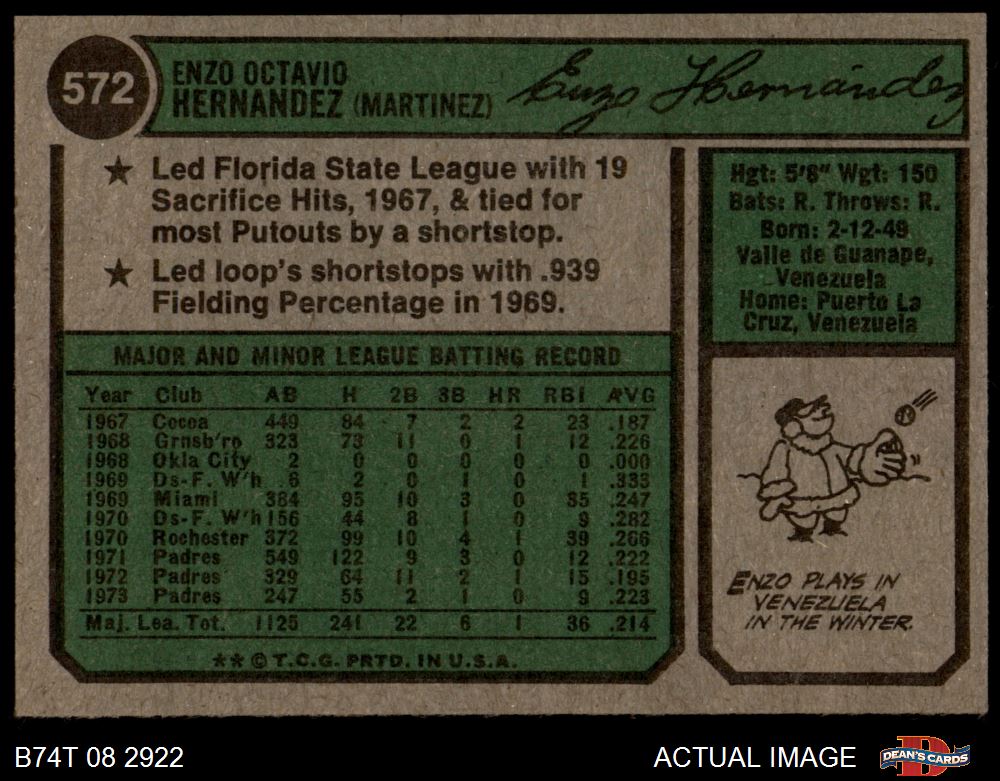 572
ENZO OCTAVIO
HERNANDEZ (MARTINEZ)
Enzo Hernández
★ Led Florida State League with 19
Sacrifice Hits, 1967, & tied for
most Putouts by a shortstop.
★ Led loop's shortstops with .939
Fielding Percentage in 1969.
Hgt: 5'8" Wgt: 150
Bats: R. Throws: R.
Born: 2-12-49
Valle de Guanape,
Venezuela
Home: Puerto La
Cruz, Venezuela
MAJOR AND MINOR LEAGUE BATTING RECORD
Year Club AB H 2B 3B HR RBI AVG
1967 Cocoa 449 84 7 2 2 23 .187
1968 Grnsb'ro 323 73 11 0 1 12 .226
1968 Okla City 2 0 0 0 0 0 .000
1969 Ds-F. W'h 6 2 0 1 0 1 .333
1969 Miami 384 95 10 3 0 35 .247
1970 Ds-F. W'h 156 44 8 1 0 9 .282
1970 Rochester 372 99 10 4 1 39 .266
1971 Padres 549 122 9 3 0 12 .222
1972 Padres 329 64 11 2 1 15 .195
1973 Padres 247 55 2 1 0 9 .223
Maj. Lea. Tot. 1125 241 22 6 1 36 .214
** © T.C.G. PRTD. IN U.S.A.
ENZO PLAYS IN
VENEZUELA
IN THE WINTER.
B74T 08 2922
ACTUAL IMAGE
D
DEAN'S CARDS